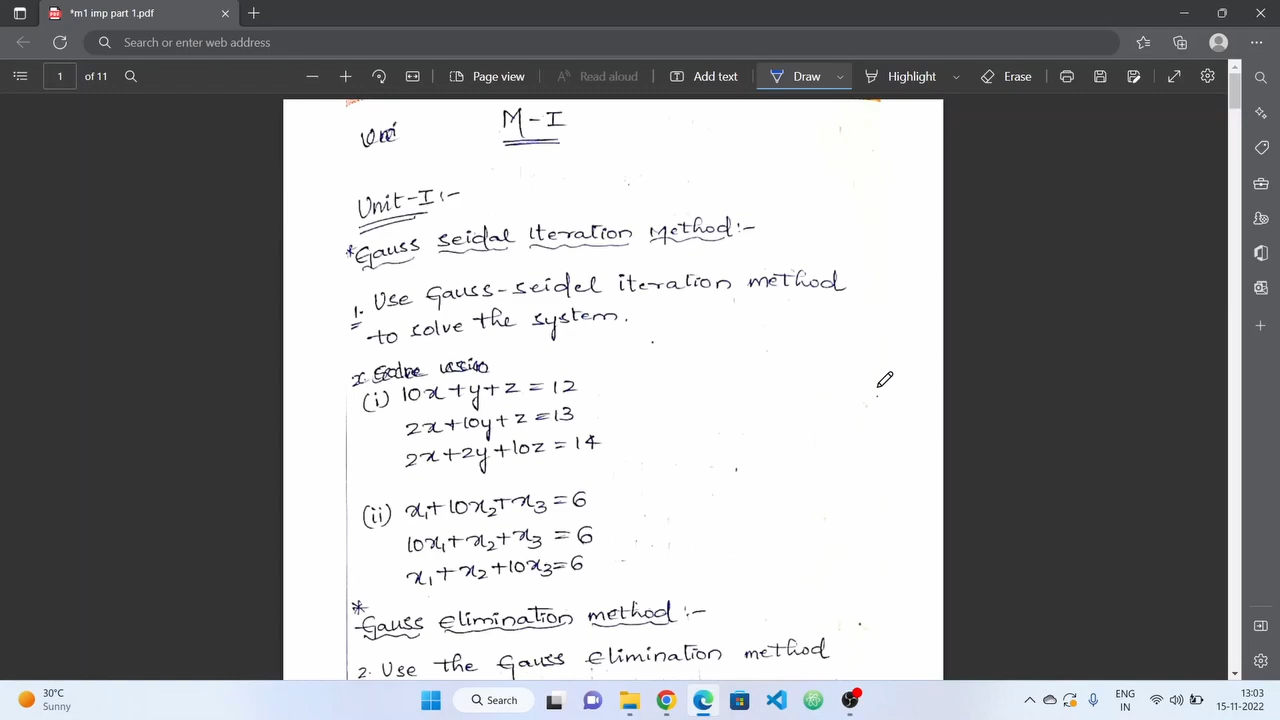 *m1 imp part 1.pdf
Search or enter web address
1 of 11
Page view
Read aloud
Add text
Draw
Highlight
Erase
M-I
Unit-I:-
*Gauss seidal Iteration Method:-
1. Use Gauss-seidel iteration method
to solve the system.
(i) 10x+y+z=12
2x+10y+z=13
2x+2y+10z=14
(ii) x₁+10x₂+x₃=6
10x₁+x₂+x₃=6
x₁+x₂+10x₃=6
*
Gauss elimination method:-
2. Use the Gauss elimination method
30°C
Sunny
Search
ENG
IN
13:03
15-11-2022